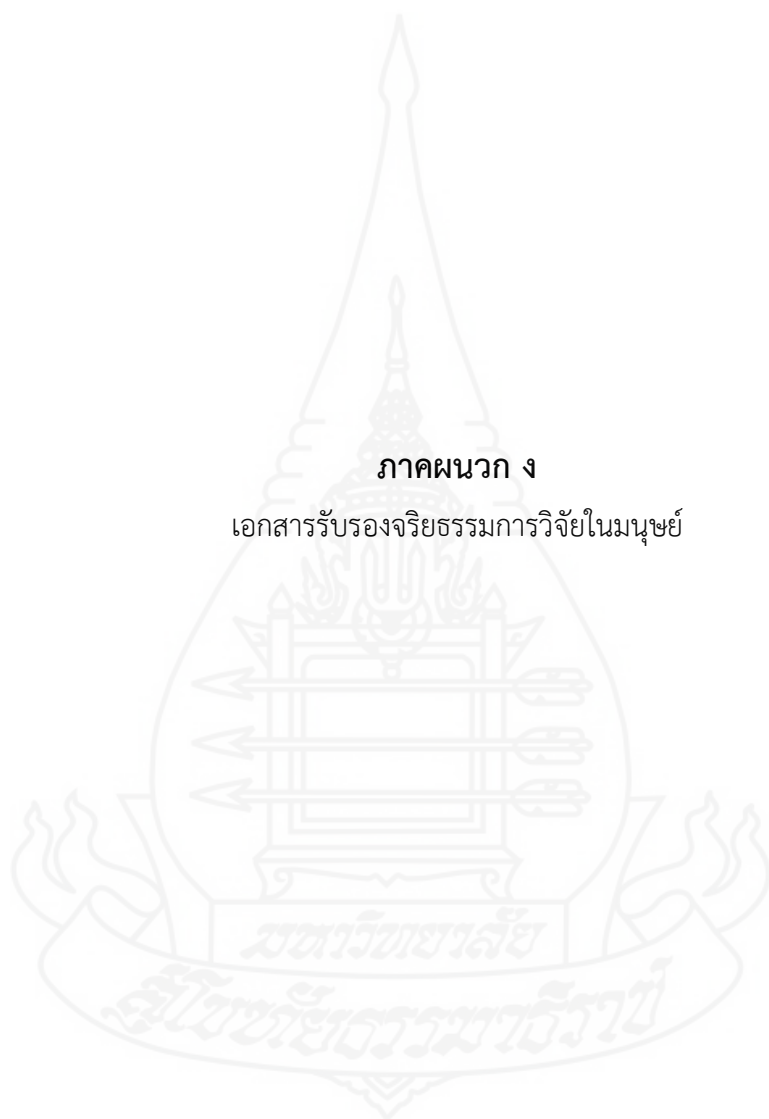 ภาคผนวก ง
เอกสารรับรองจริยธรรมการวิจัยในมนุษย์
มหาวิทยาลัย
สุโขทัยธรรมาธิราช